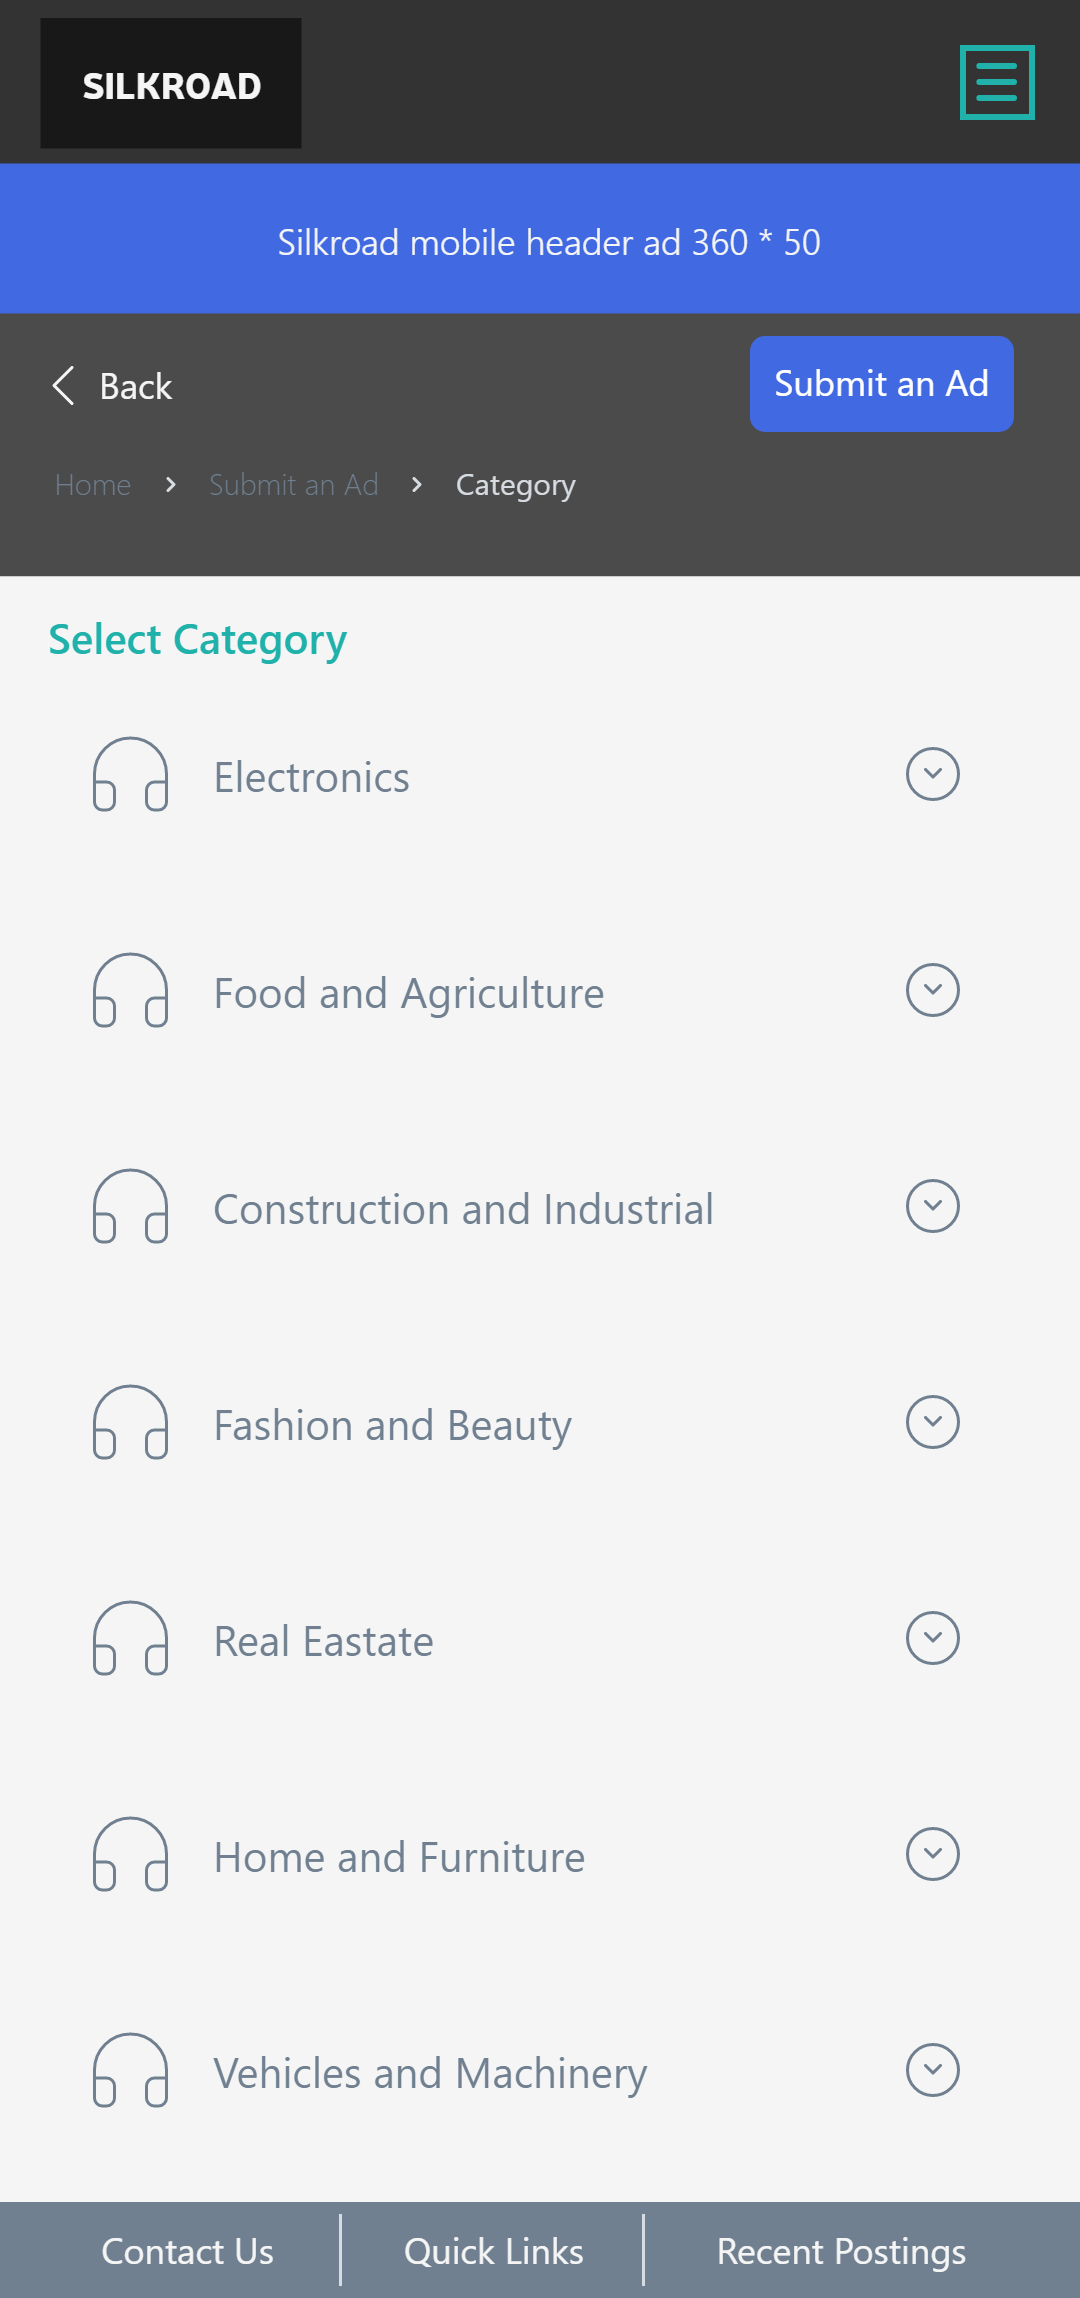 SILKROAD
Silkroad mobile header ad 360 * 50
Back
Submit an Ad
Home > Submit an Ad > Category
Select Category
Electronics
Food and Agriculture
Construction and Industrial
Fashion and Beauty
Real Eastate
Home and Furniture
Vehicles and Machinery
Contact Us
Quick Links
Recent Postings